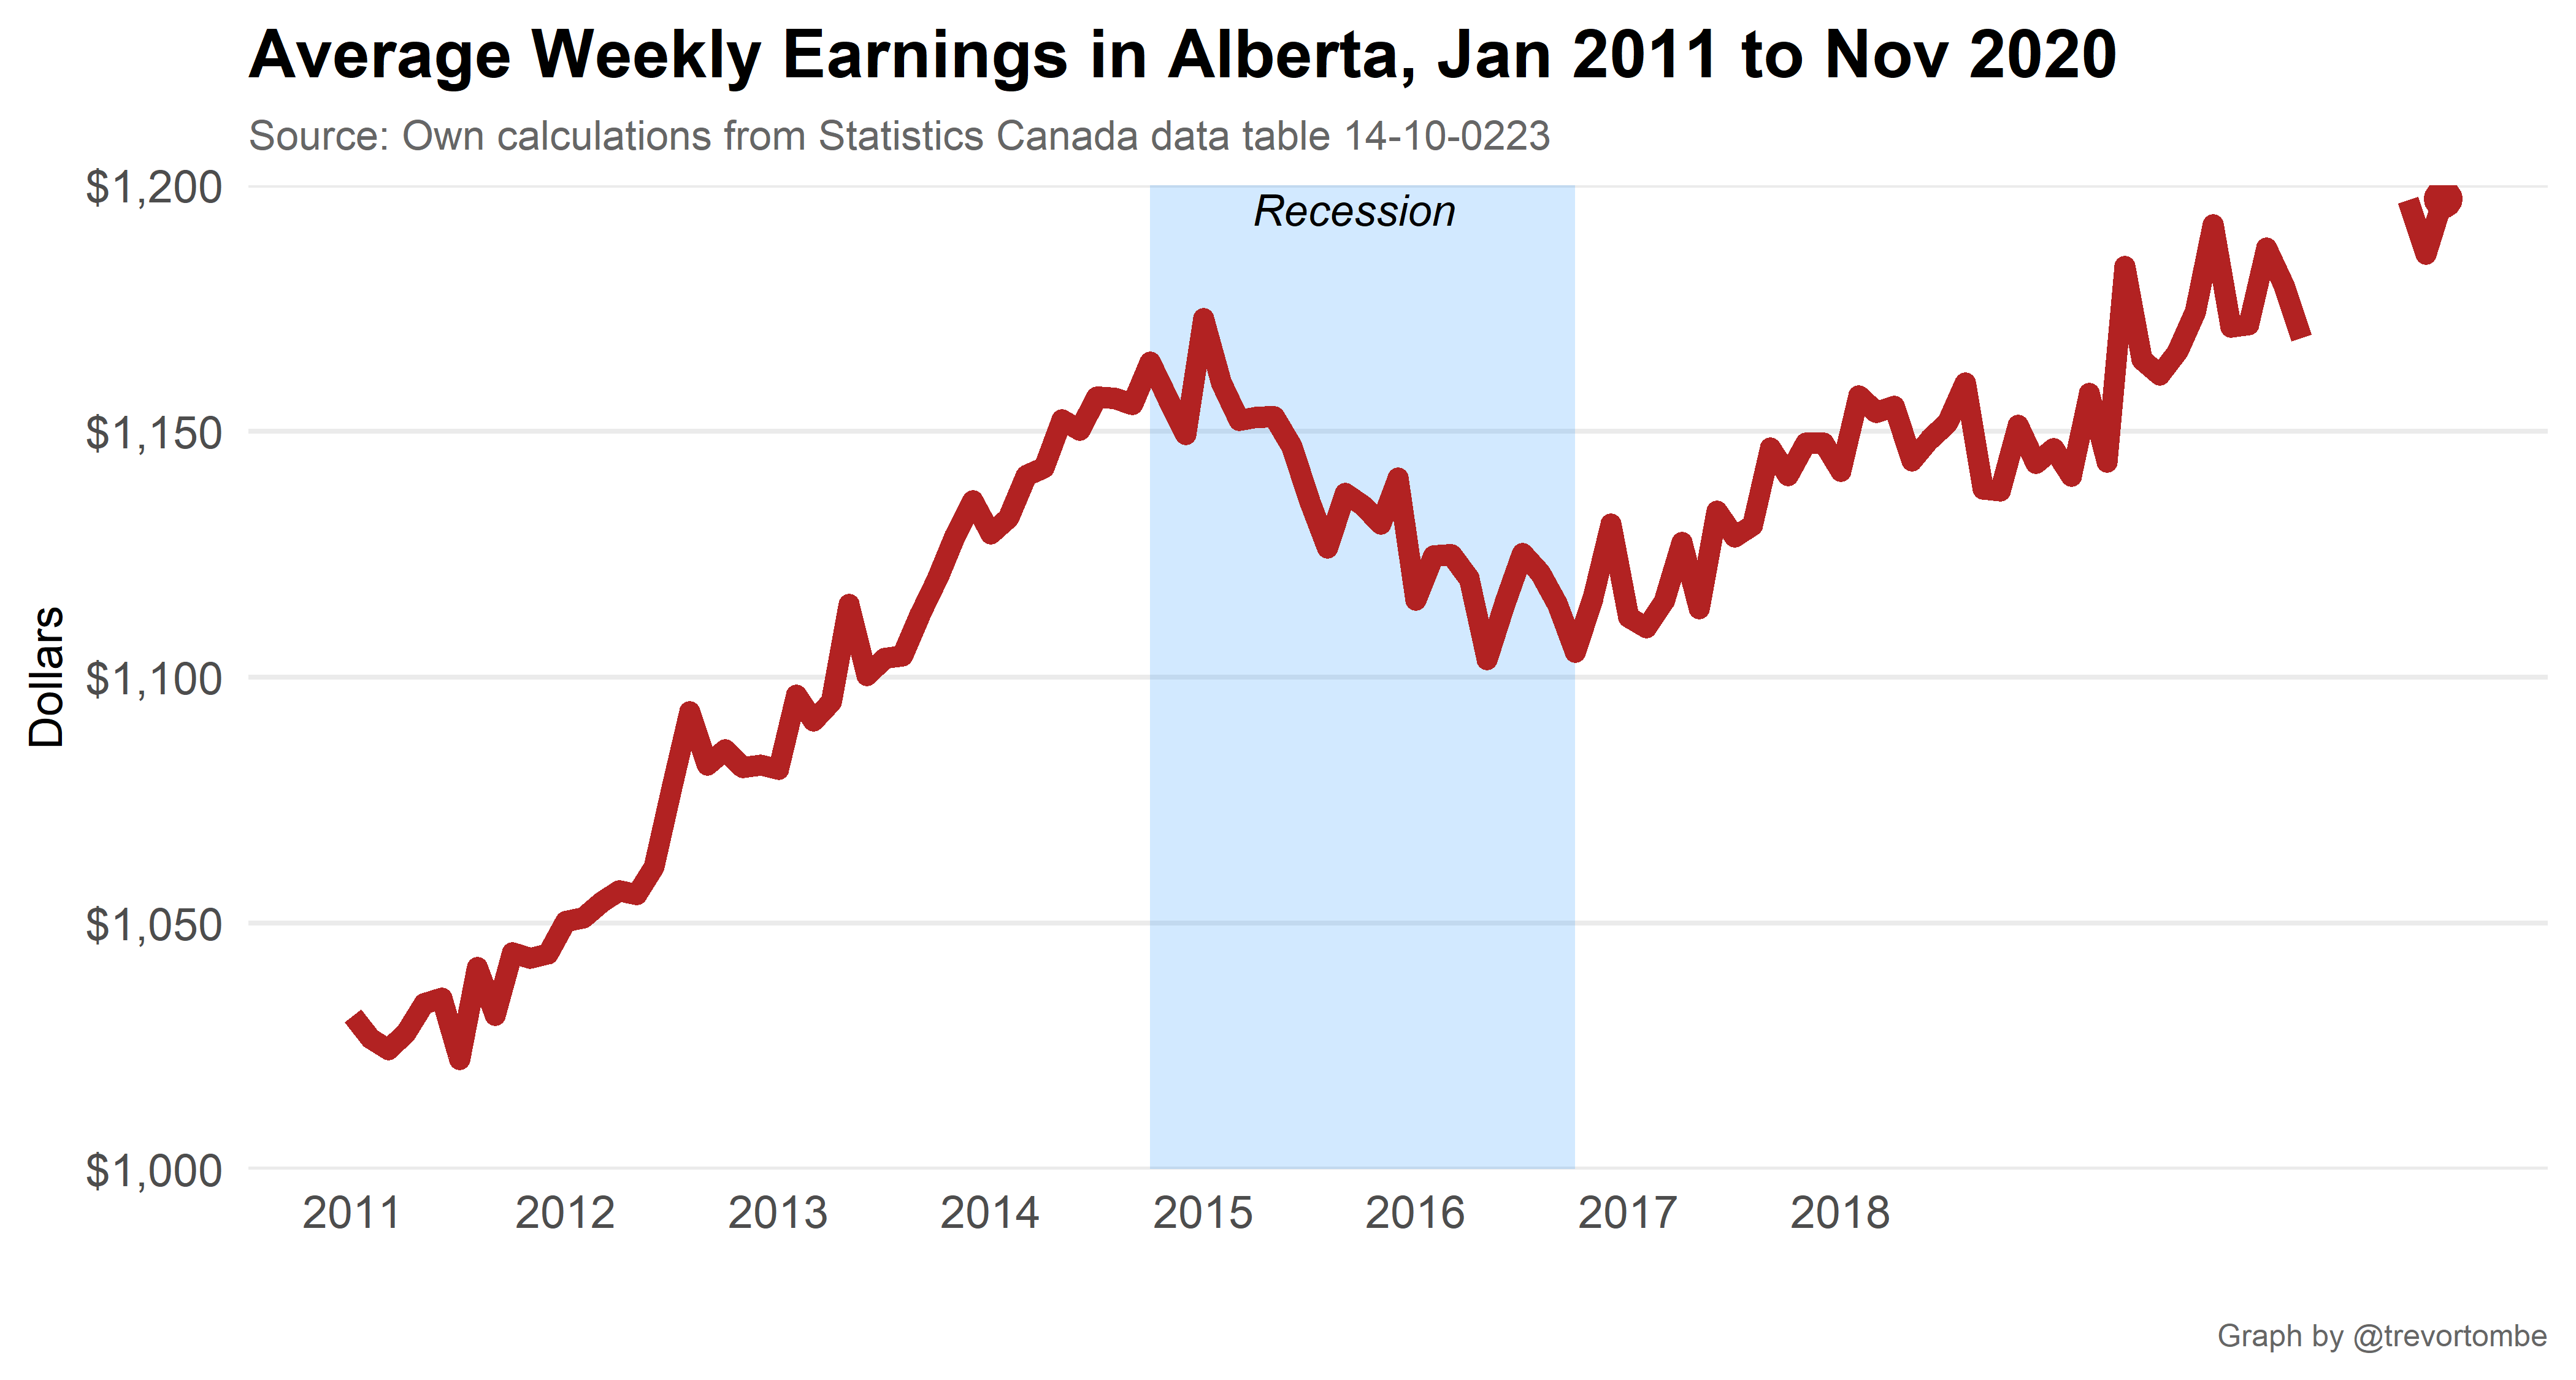 Average Weekly Earnings in Alberta, Jan 2011 to Nov 2020
Source: Own calculations from Statistics Canada data table 14-10-0223
$1,200
Recession
$1,150
$1,100
Dollars
$1,050
$1,000
2011 2012 2013 2014 2015 2016 2017 2018
Graph by @trevortombe